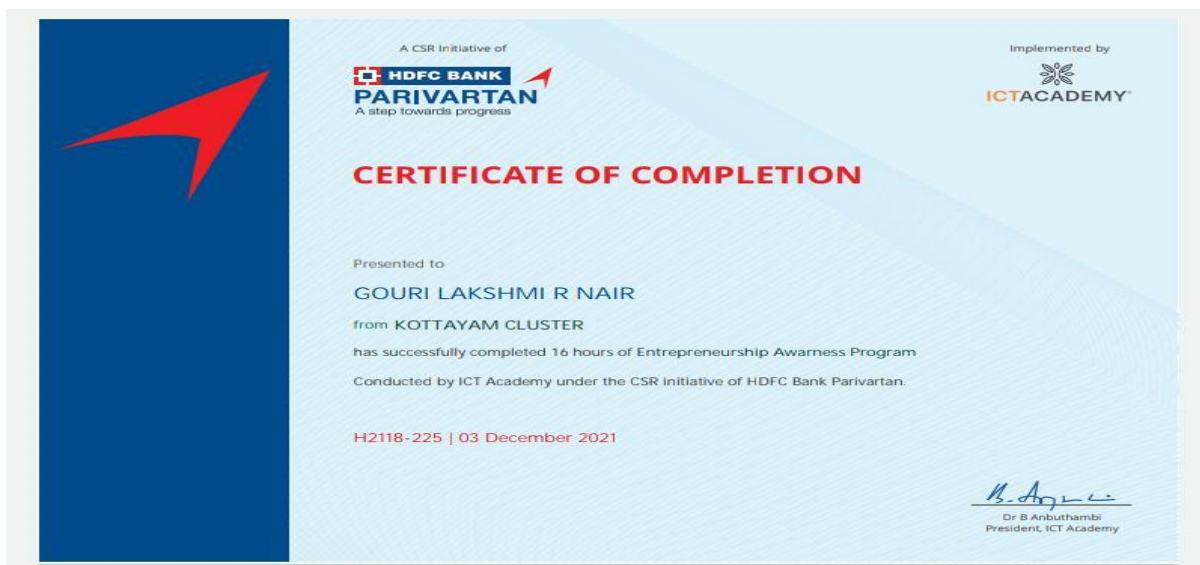 A CSR Initiative of
HDFC BANK
PARIVARTAN
A step towards progress
Implemented by
ICTACADEMY
CERTIFICATE OF COMPLETION
Presented to
GOURI LAKSHMI R NAIR
from KOTTAYAM CLUSTER
has successfully completed 16 hours of Entrepreneurship Awarness Program
Conducted by ICT Academy under the CSR initiative of HDFC Bank Parivartan.
H2118-225 | 03 December 2021
Dr B Anbuthambi
President, ICT Academy